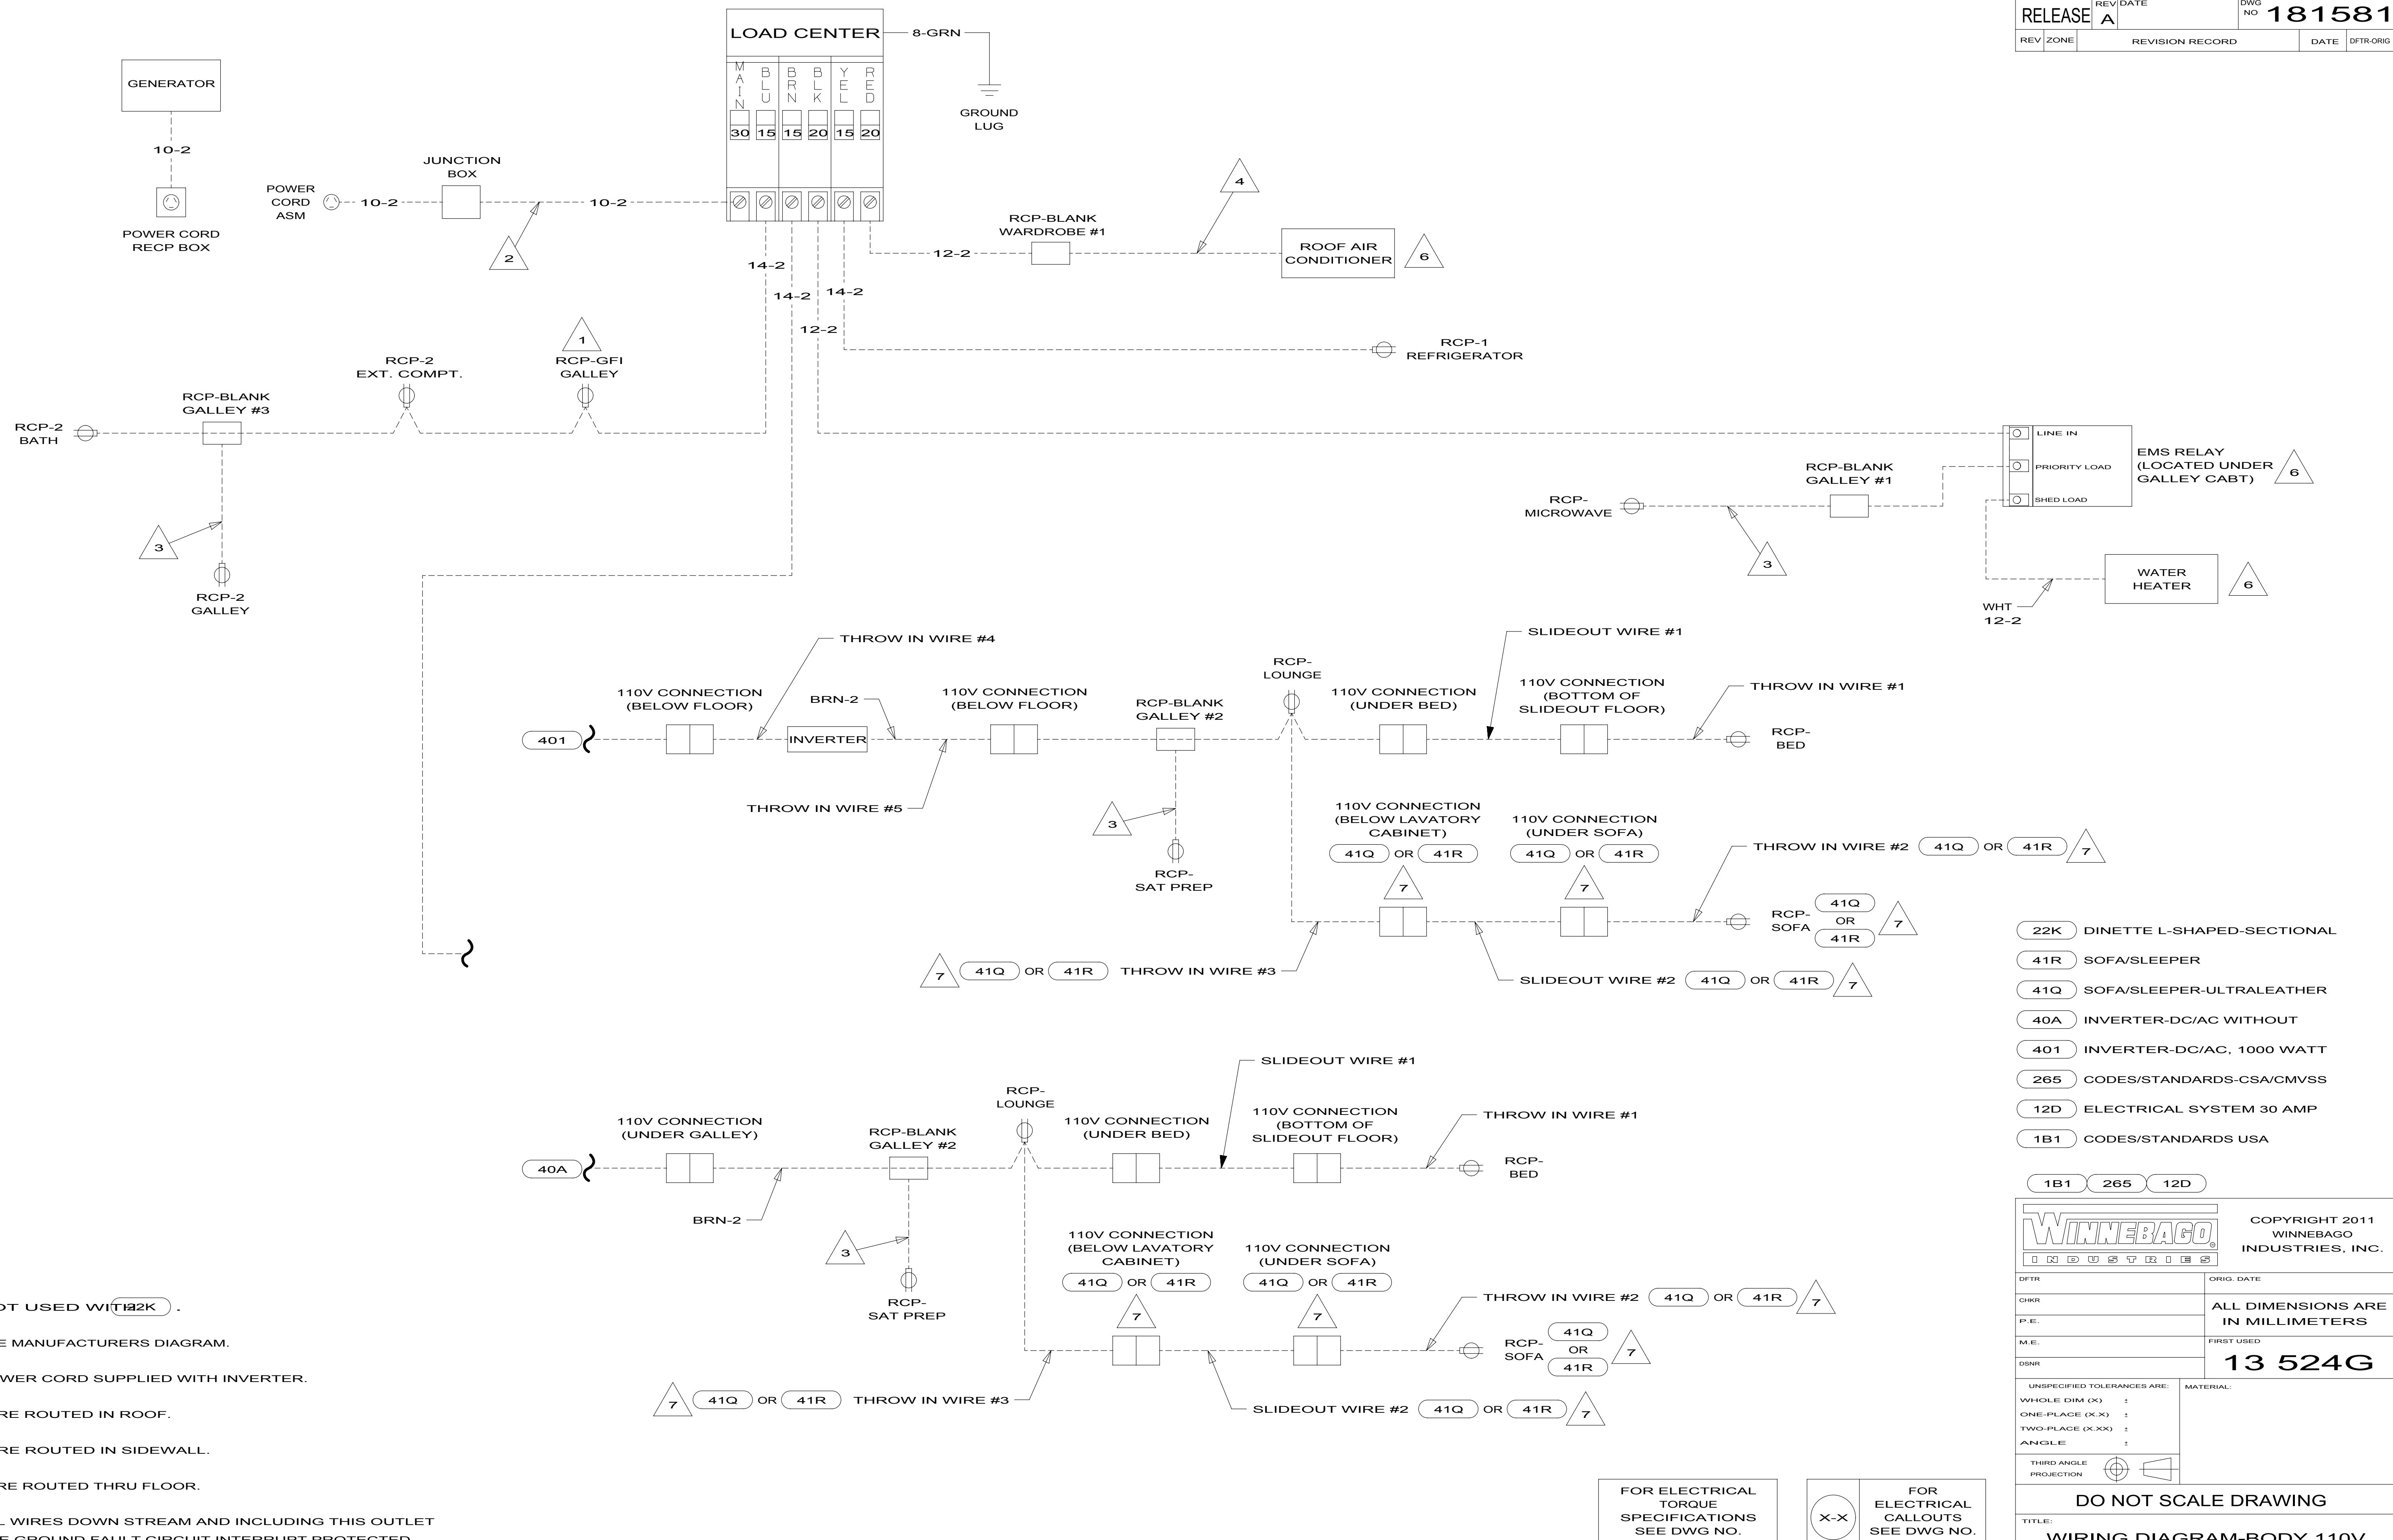 RELEASE
REV
A
DATE
DWG
NO
181581
REV ZONE REVISION RECORD DATE DFTR-ORIG
LOAD CENTER
8-GRN
GROUND
LUG
MAIN
BLU
BRN
BLK
YEL
RED
30 15 15 20 15 20
GENERATOR
10-2
POWER CORD
RECP BOX
POWER
CORD
ASM
10-2
JUNCTION
BOX
10-2
2
14-2
14-2
12-2
14-2
12-2
RCP-BLANK
WARDROBE #1
4
ROOF AIR
CONDITIONER
6
RCP-1
REFRIGERATOR
1
RCP-GFI
GALLEY
RCP-2
EXT. COMPT.
RCP-BLANK
GALLEY #3
RCP-2
BATH
3
RCP-2
GALLEY
LINE IN
PRIORITY LOAD
SHED LOAD
EMS RELAY
(LOCATED UNDER
GALLEY CABT)
6
RCP-BLANK
GALLEY #1
RCP-
MICROWAVE
3
WATER
HEATER
6
WHT
12-2
401
110V CONNECTION
(BELOW FLOOR)
THROW IN WIRE #4
INVERTER
BRN-2
THROW IN WIRE #5
110V CONNECTION
(BELOW FLOOR)
RCP-BLANK
GALLEY #2
3
RCP-
SAT PREP
RCP-
LOUNGE
110V CONNECTION
(UNDER BED)
SLIDEOUT WIRE #1
110V CONNECTION
(BOTTOM OF
SLIDEOUT FLOOR)
THROW IN WIRE #1
RCP-
BED
110V CONNECTION
(BELOW LAVATORY
CABINET)
41Q OR 41R
7
110V CONNECTION
(UNDER SOFA)
41Q OR 41R
7
THROW IN WIRE #2 41Q OR 41R 7
RCP-
SOFA
41Q
OR
41R
7
7 41Q OR 41R THROW IN WIRE #3
SLIDEOUT WIRE #2 41Q OR 41R 7
40A
110V CONNECTION
(UNDER GALLEY)
BRN-2
RCP-BLANK
GALLEY #2
3
RCP-
SAT PREP
RCP-
LOUNGE
110V CONNECTION
(UNDER BED)
SLIDEOUT WIRE #1
110V CONNECTION
(BOTTOM OF
SLIDEOUT FLOOR)
THROW IN WIRE #1
RCP-
BED
110V CONNECTION
(BELOW LAVATORY
CABINET)
41Q OR 41R
7
110V CONNECTION
(UNDER SOFA)
41Q OR 41R
7
THROW IN WIRE #2 41Q OR 41R 7
RCP-
SOFA
41Q
OR
41R
7
7 41Q OR 41R THROW IN WIRE #3
SLIDEOUT WIRE #2 41Q OR 41R 7
22K DINETTE L-SHAPED-SECTIONAL
41R SOFA/SLEEPER
41Q SOFA/SLEEPER-ULTRALEATHER
40A INVERTER-DC/AC WITHOUT
401 INVERTER-DC/AC, 1000 WATT
265 CODES/STANDARDS-CSA/CMVSS
12D ELECTRICAL SYSTEM 30 AMP
1B1 CODES/STANDARDS USA
1B1 265 12D
WINNEBAGO®
INDUSTRIES
COPYRIGHT 2011
WINNEBAGO
INDUSTRIES, INC.
DFTR
ORIG. DATE
CHKR
P.E.
ALL DIMENSIONS ARE
IN MILLIMETERS
M.E.
DSNR
FIRST USED
13 524G
UNSPECIFIED TOLERANCES ARE:
WHOLE DIM (X) ±
ONE-PLACE (X.X) ±
TWO-PLACE (X.XX) ±
ANGLE ±
MATERIAL:
THIRD ANGLE
PROJECTION
DO NOT SCALE DRAWING
TITLE:
WIRING DIAGRAM-BODY 110V
FOR ELECTRICAL
TORQUE
SPECIFICATIONS
SEE DWG NO.
X-X
FOR
ELECTRICAL
CALLOUTS
SEE DWG NO.
OT USED WITH 22K .
E MANUFACTURERS DIAGRAM.
WER CORD SUPPLIED WITH INVERTER.
RE ROUTED IN ROOF.
RE ROUTED IN SIDEWALL.
RE ROUTED THRU FLOOR.
L WIRES DOWN STREAM AND INCLUDING THIS OUTLET
E GROUND FAULT CIRCUIT INTERRUPT PROTECTED